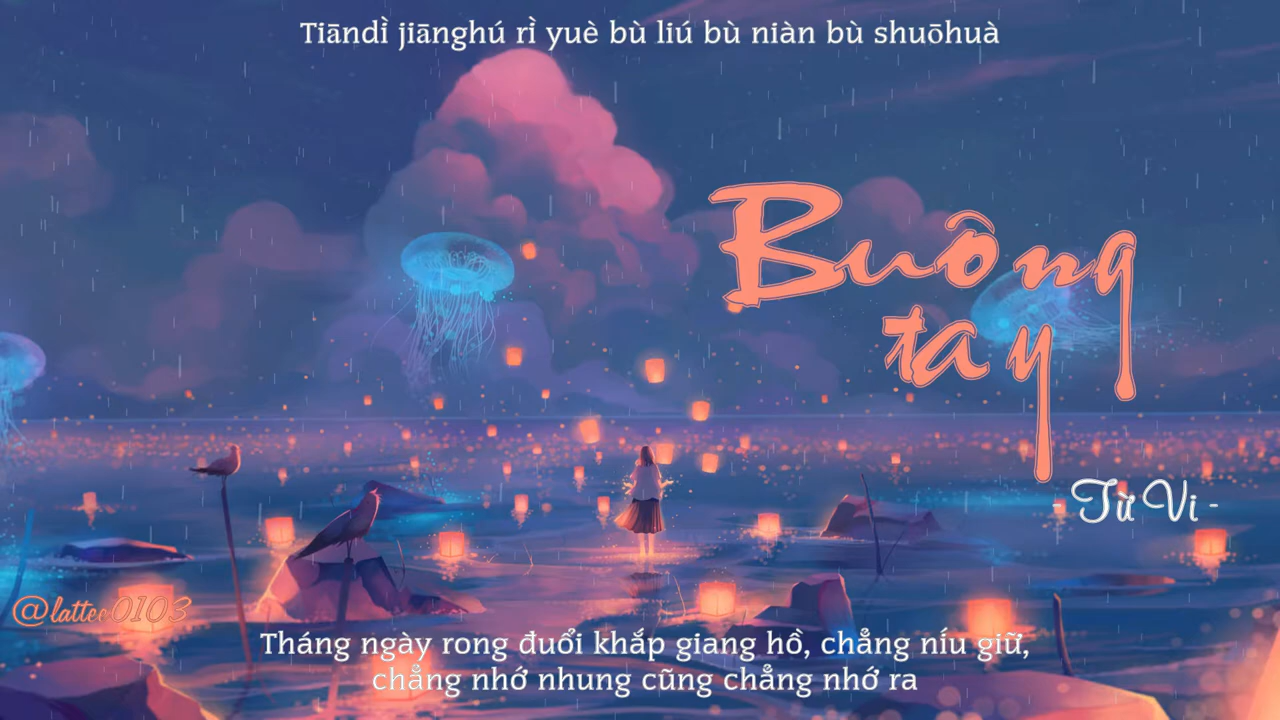 Tiāndì jiānghú rì yuè bù liú bù niàn bù shuōhuà
Buông
tay
- Từ Vi -
@lattee0103
Tháng ngày rong đuổi khắp giang hồ, chẳng níu giữ,
chẳng nhớ nhung cũng chẳng nhớ ra